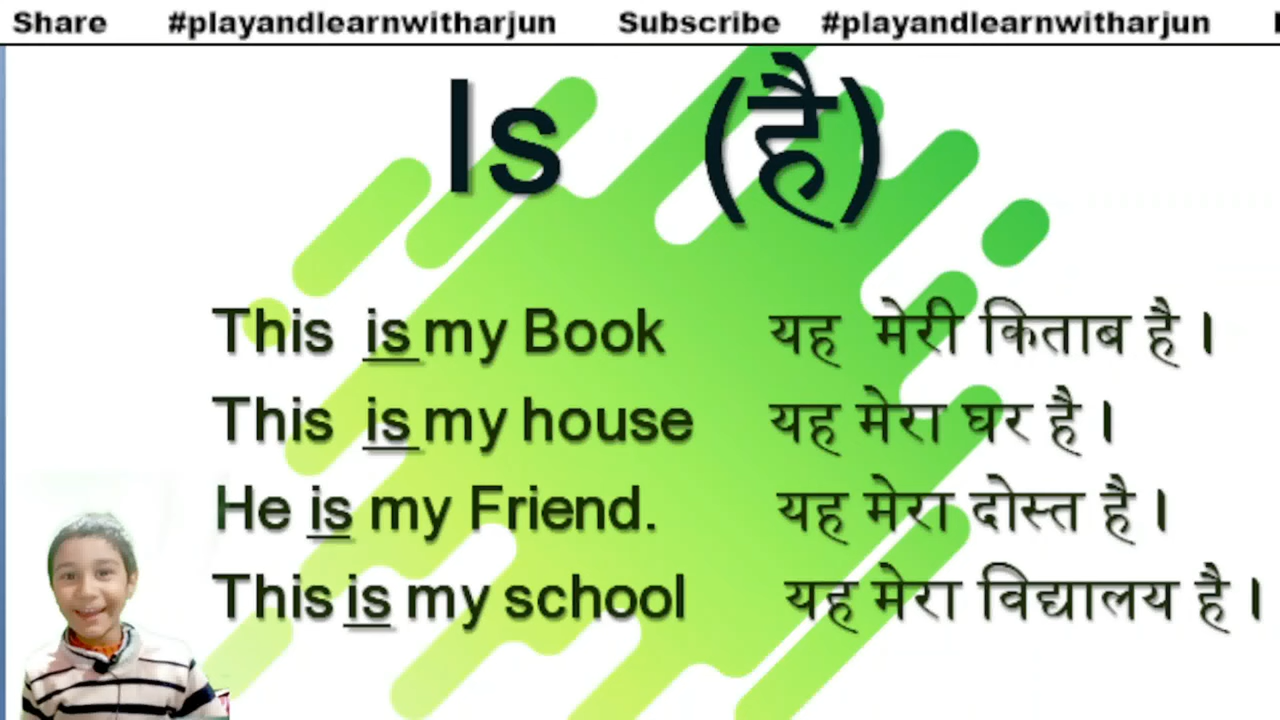 Share #playandlearnwitharjun Subscribe #playandlearnwitharjun
Is (है)
This is my Book यह मेरी किताब है ।
This is my house यह मेरा घर है ।
He is my Friend. यह मेरा दोस्त है ।
This is my school यह मेरा विद्यालय है ।